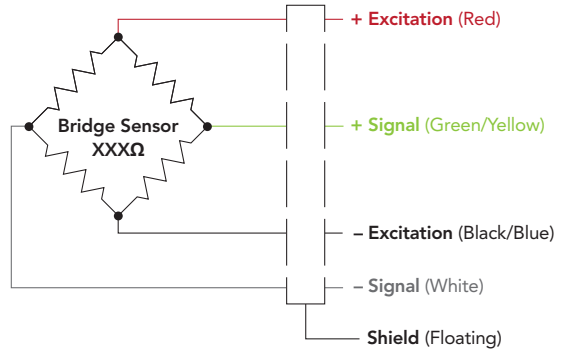 + Excitation (Red)
Bridge Sensor
XXXΩ
+ Signal (Green/Yellow)
– Excitation (Black/Blue)
– Signal (White)
Shield (Floating)